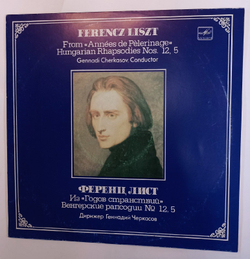 FERENCZ LISZT
From «Années de Pèlerinage»
Hungarian Rhapsodies Nos. 12, 5
Gennadi Cherkasov, Conductor
ФЕРЕНЦ ЛИСТ
Из «Годов странствий»
Венгерские рапсодии № 12, 5
Дирижер Геннадий Черкасов